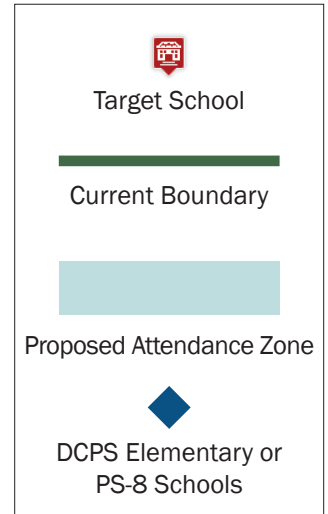 Target School
Current Boundary
Proposed Attendance Zone
DCPS Elementary or
PS-8 Schools